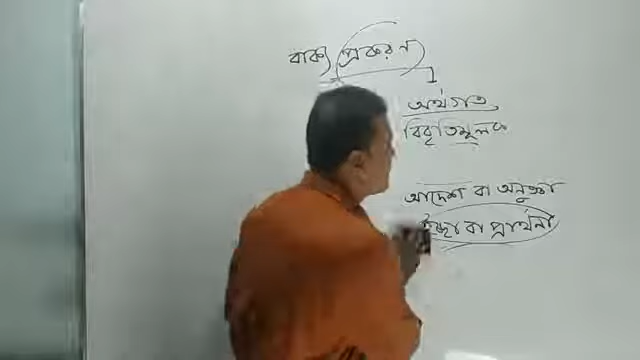 বাক্য (প্রকরণ)
অর্থগত
বিবৃতিমূলক
আদেশ বা অনুজ্ঞা
ইচ্ছা বা প্রার্থনা